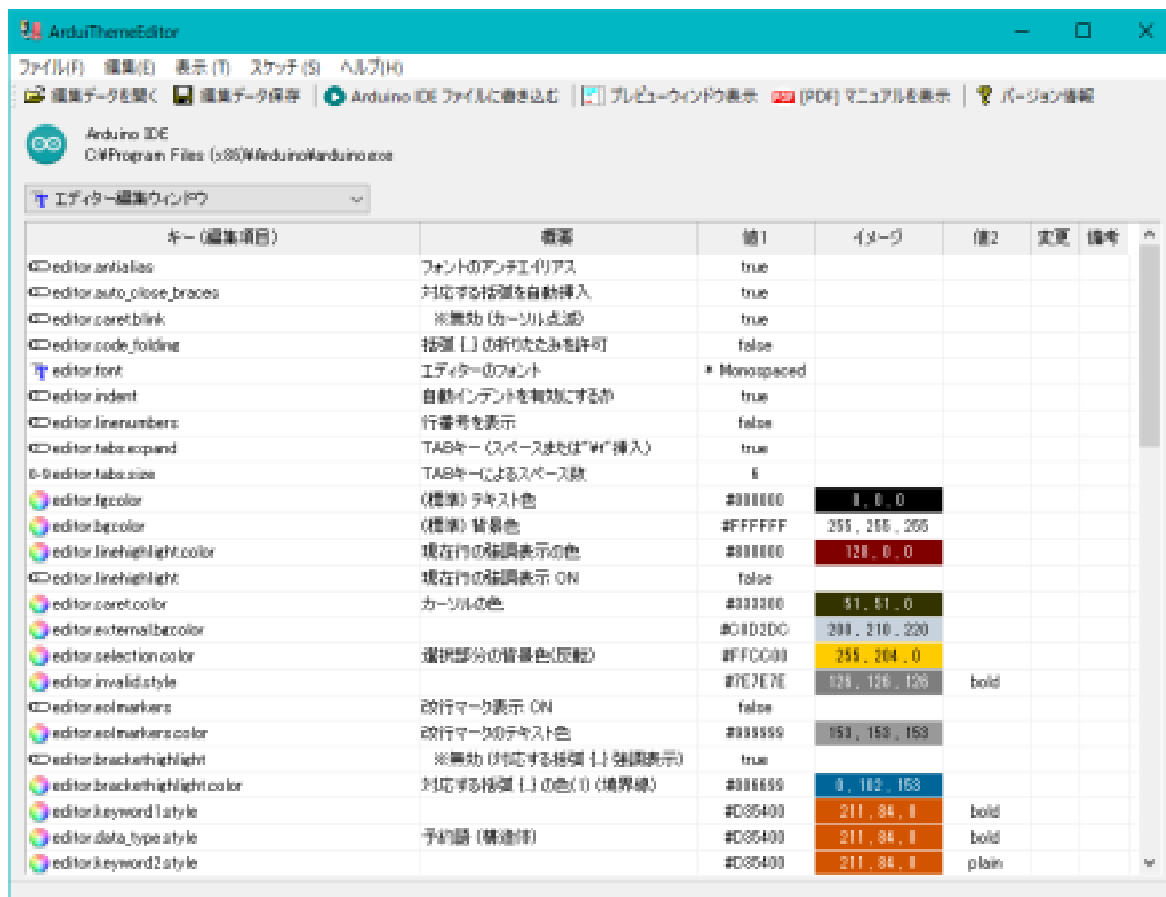 ArduiThemeEditor
ファイル(F) 編集(E) 表示(T) スケッチ(S) ヘルプ(H)
編集データを開く 編集データ保存 Arduino IDE ファイルに書き込む プレビューウィンドウ表示 [PDF] マニュアルを表示 バージョン情報
Arduino IDE
C:¥Program Files (x86)¥Arduino¥arduino.exe
エディター編集ウィンドウ
キー (編集項目) 概要 値1 イメージ 値2 変更 備考
editor.antialias フォントのアンチエイリアス true
editor.auto_close_braces 対応する括弧を自動挿入 true
editor.caret.blink ※無効 (カーソル点滅) true
editor.code_folding 括弧 {..} の折りたたみを許可 false
editor.font エディターのフォント * Monospaced
editor.indent 自動インデントを有効にするか true
editor.linenumbers 行番号を表示 false
editor.tabs.expand TABキー (スペースまたは"¥t"挿入) true
0-9 editor.tabs.size TABキーによるスペース数 6
editor.fgcolor (標準) テキスト色 #000000 0 , 0 , 0
editor.bgcolor (標準) 背景色 #FFFFFF 255 , 255 , 255
editor.linehighlight.color 現在行の強調表示の色 #800000 128 , 0 , 0
editor.linehighlight 現在行の強調表示 ON false
editor.caret.color カーソルの色 #333300 51 , 51 , 0
editor.external.bgcolor #C8D2DC 200 , 210 , 220
editor.selection.color 選択部分の背景色(反転) #FFCC00 255 , 204 , 0
editor.invalid.style #7E7E7E 126 , 126 , 126 bold
editor.eolmarkers 改行マーク表示 ON false
editor.eolmarkers.color 改行マークのテキスト色 #999999 153 , 153 , 153
editor.brackethighlight ※無効 (対応する括弧 {..} 強調表示) true
editor.brackethighlight.color 対応する括弧 {..} の色(1) (境界線) #006699 0 , 102 , 153
editor.keyword1.style #D35400 211 , 84 , 0 bold
editor.data_type.style 予約語 (構造体) #D35400 211 , 84 , 0 bold
editor.keyword2.style #D35400 211 , 84 , 0 plain